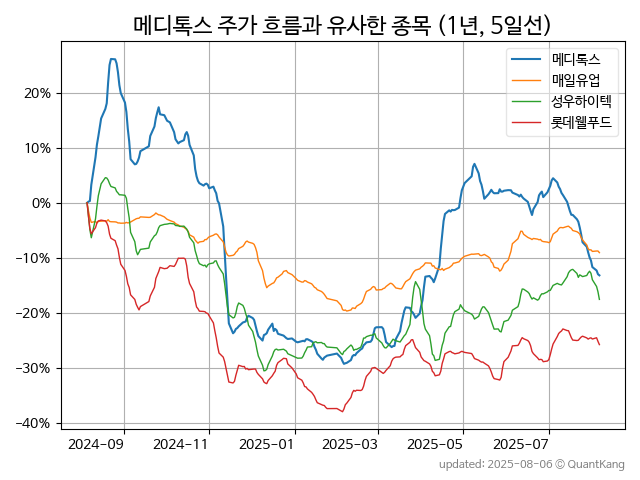 메디톡스 주가 흐름과 유사한 종목 (1년, 5일선)
메디톡스
매일유업
성우하이텍
롯데웰푸드
20%
10%
0%
−10%
−20%
−30%
−40%
2024-09 2024-11 2025-01 2025-03 2025-05 2025-07
updated: 2025-08-06 © QuantKang